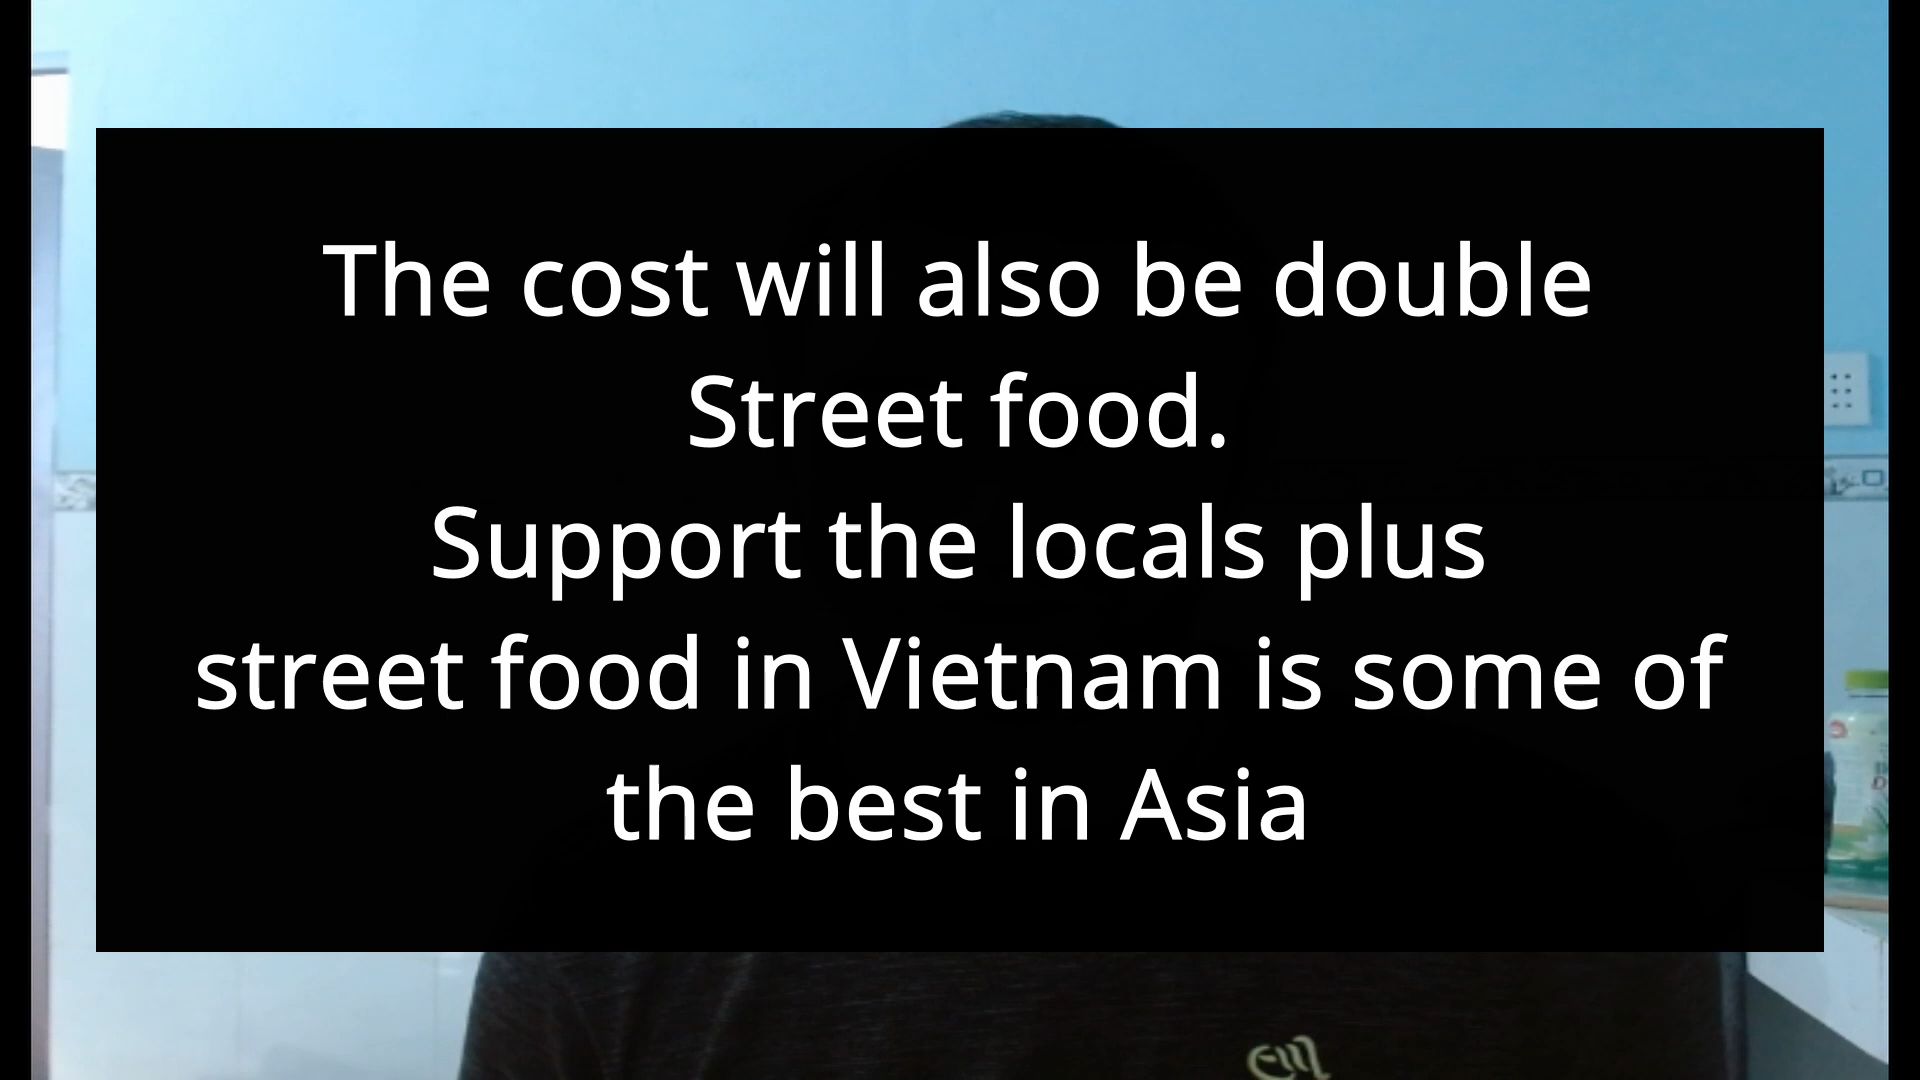 The cost will also be double
Street food.
Support the locals plus
street food in Vietnam is some of
the best in Asia